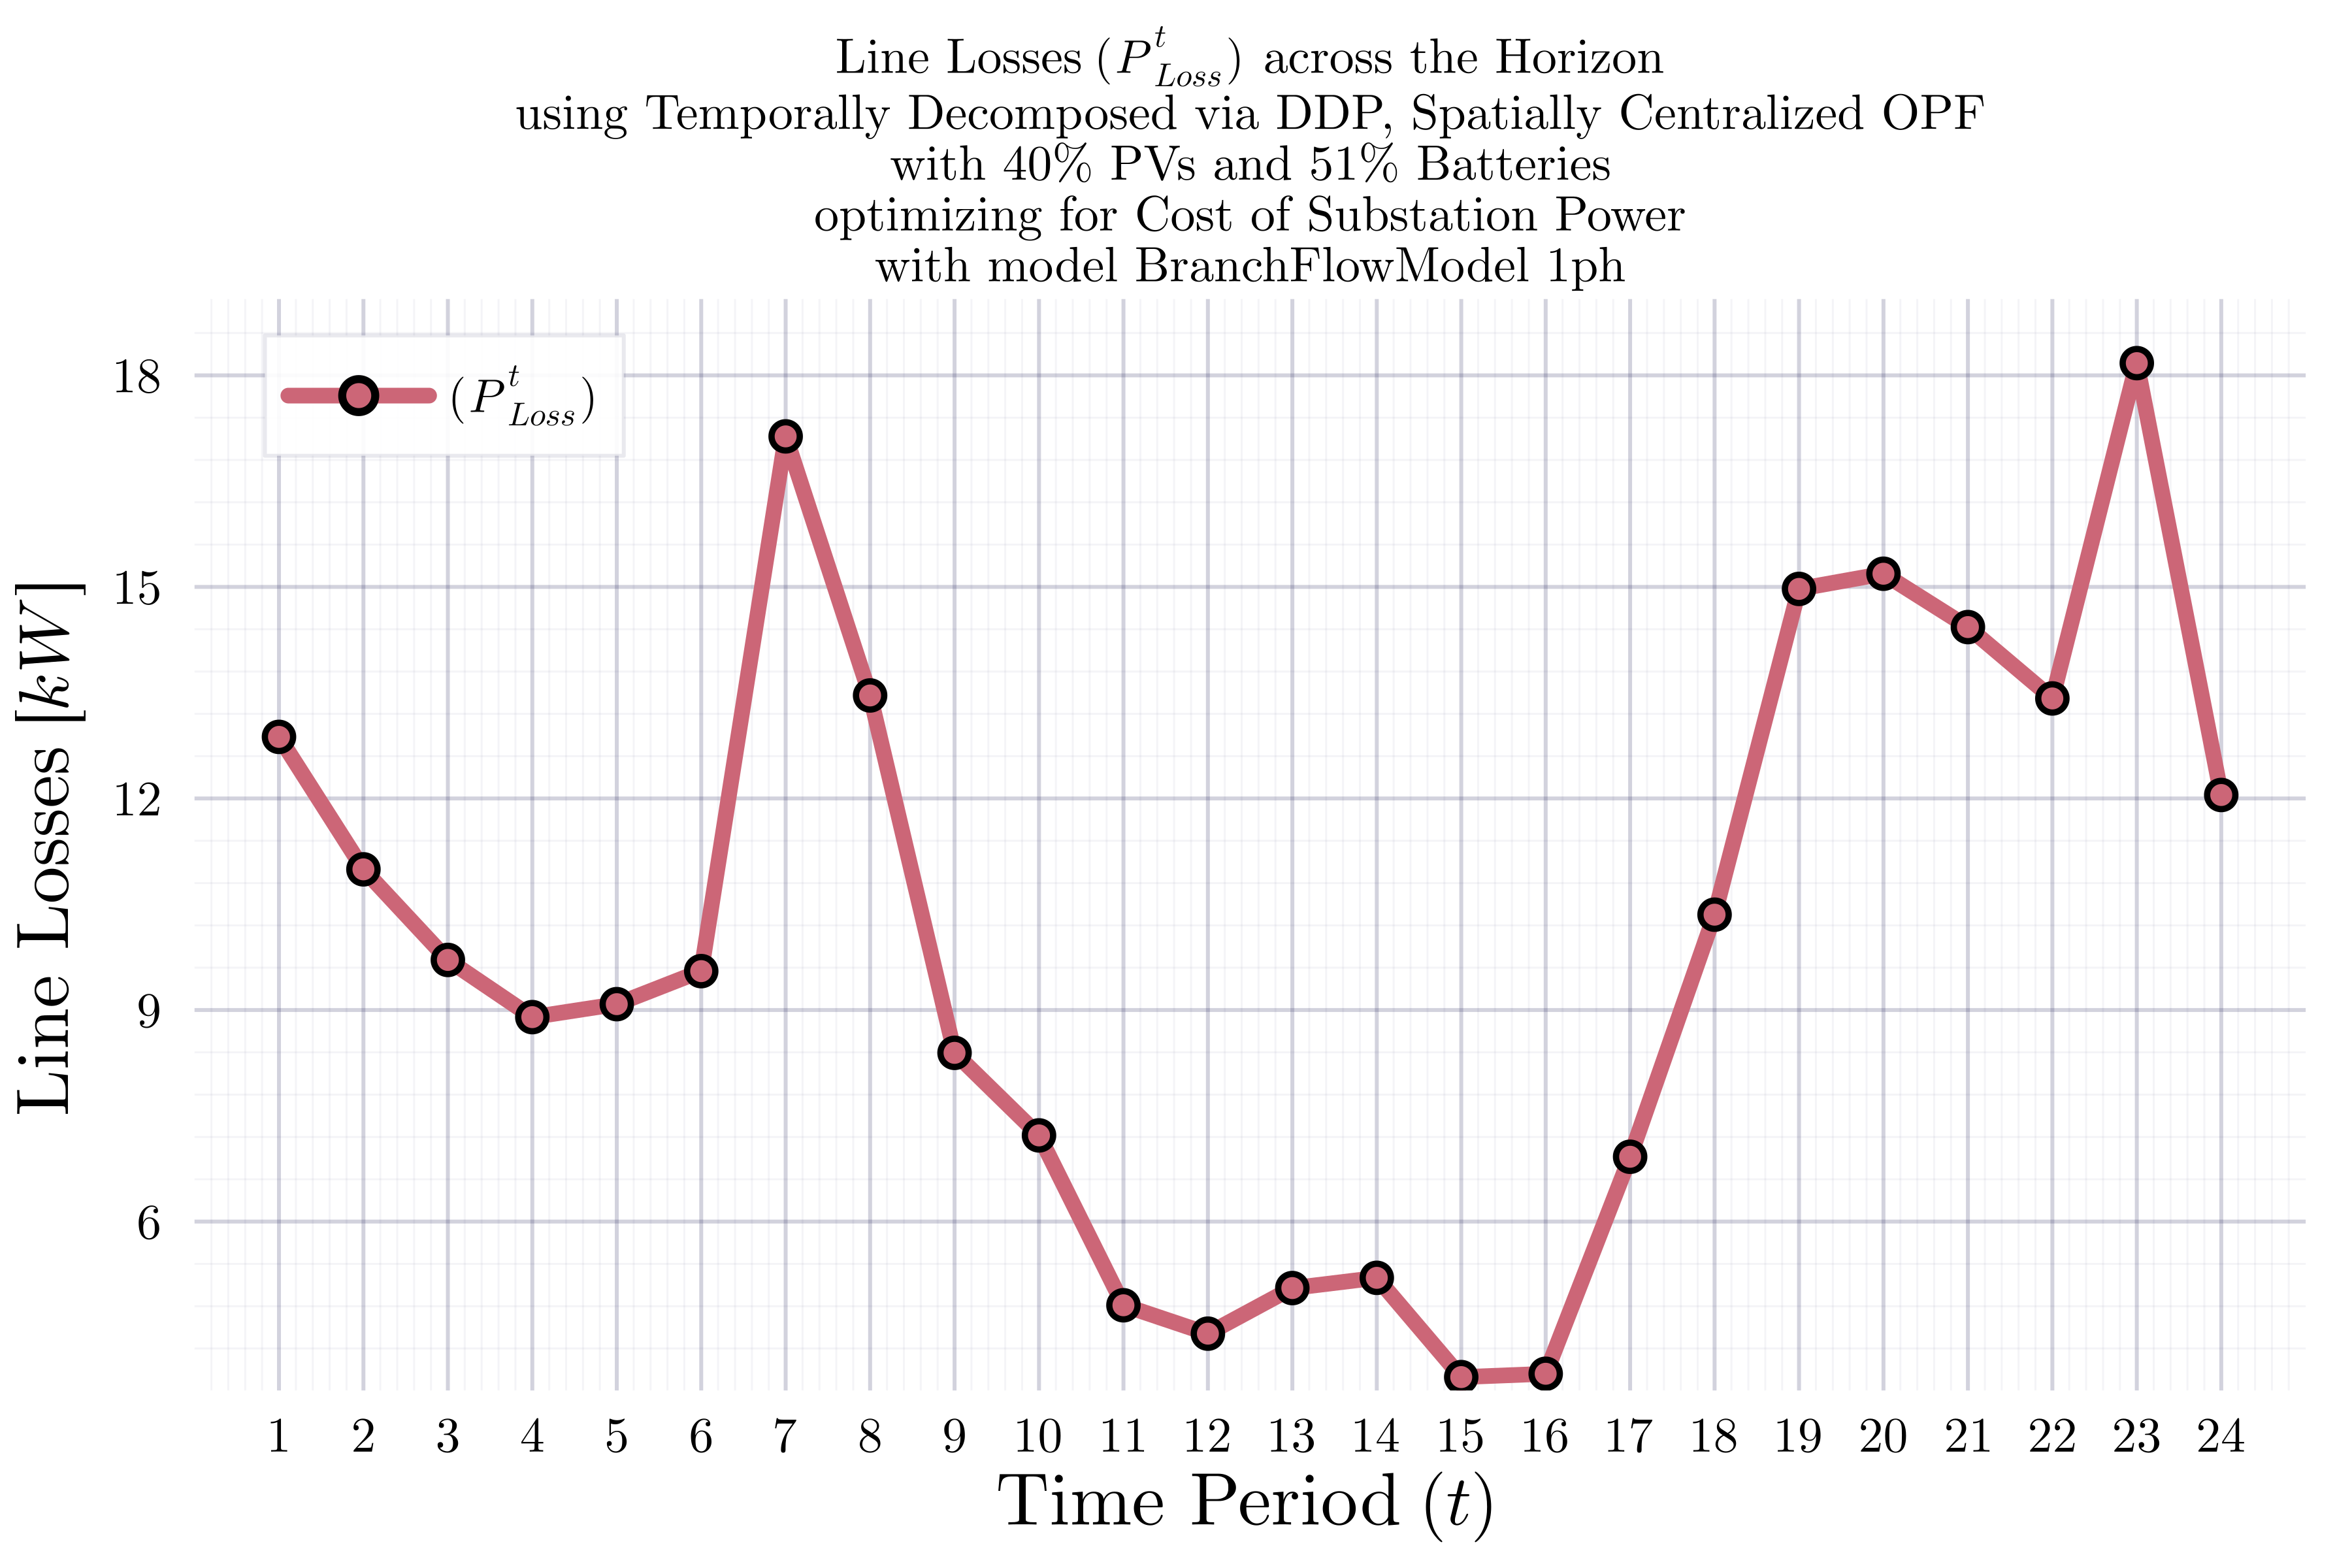 Line Losses (P^t_Loss) across the Horizon
using Temporally Decomposed via DDP, Spatially Centralized OPF
with 40% PVs and 51% Batteries
optimizing for Cost of Substation Power
with model BranchFlowModel 1ph
(P^t_Loss)
18
15
12
9
6
Line Losses [kW]
1 2 3 4 5 6 7 8 9 10 11 12 13 14 15 16 17 18 19 20 21 22 23 24
Time Period (t)